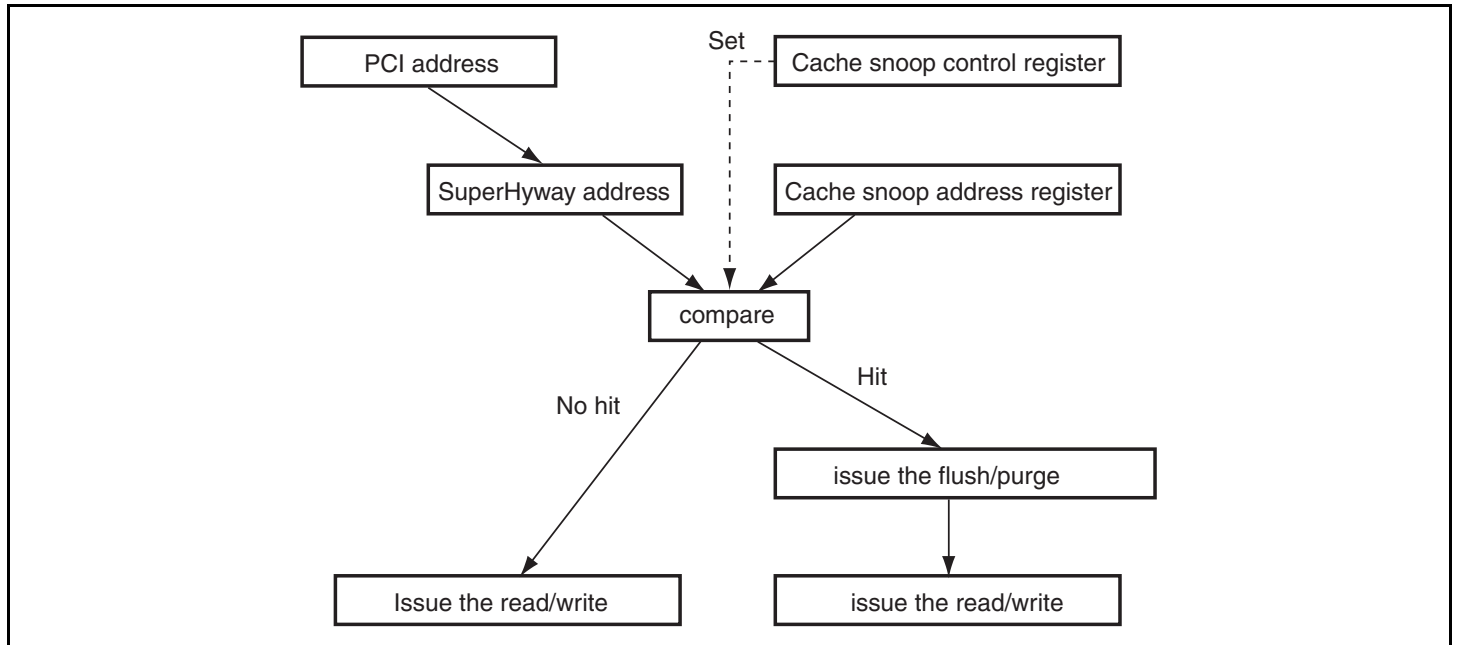 Set
PCI address
Cache snoop control register
SuperHyway address
Cache snoop address register
compare
Hit
No hit
issue the flush/purge
Issue the read/write
issue the read/write